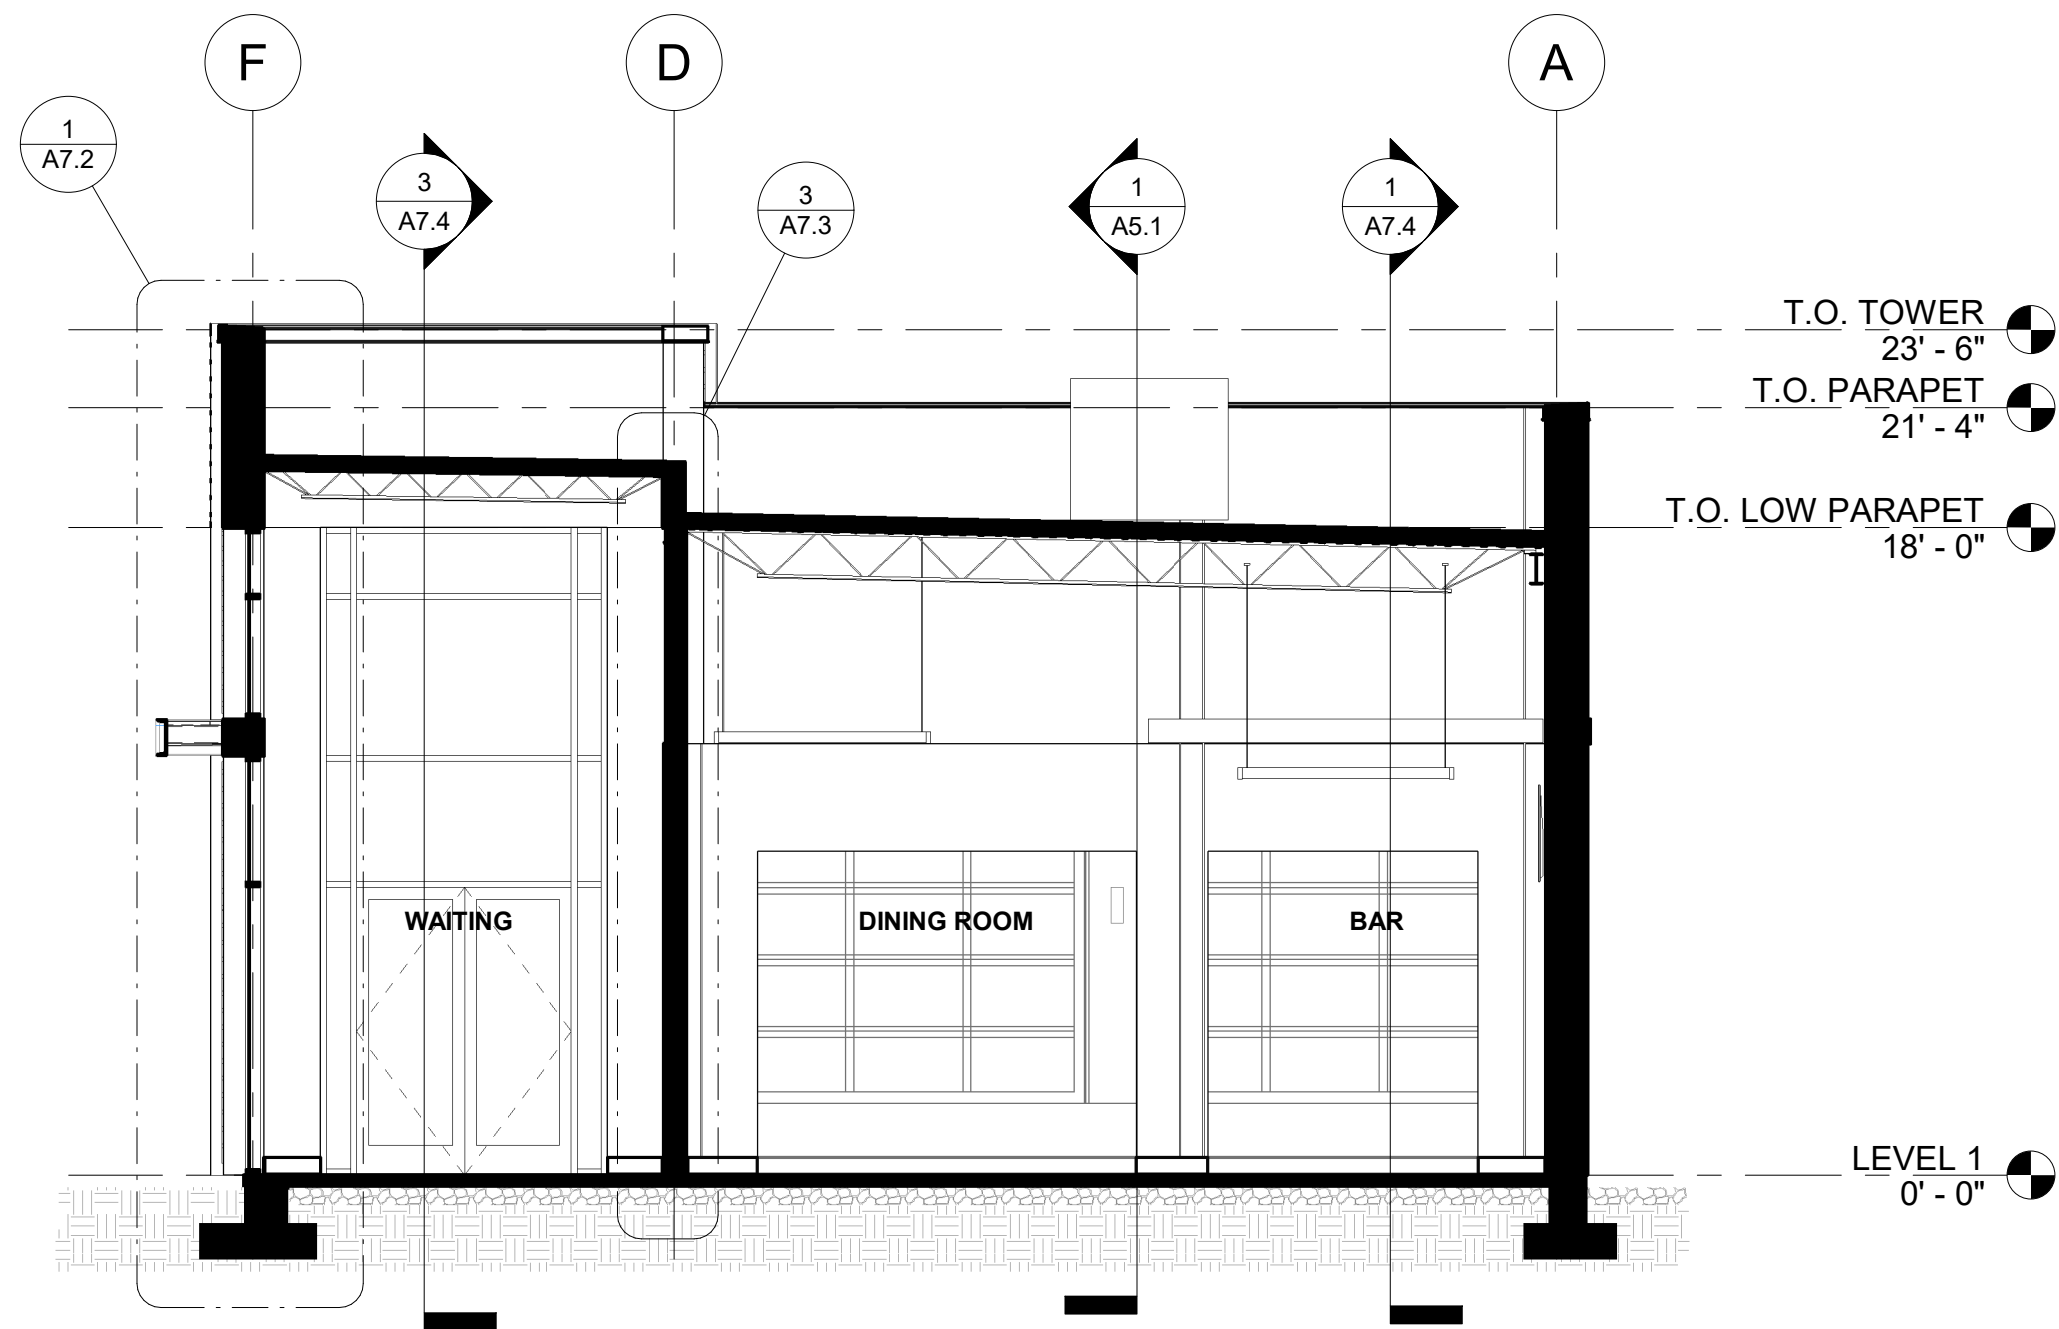 F
D
A
1
A7.2
3
A7.4
3
A7.3
1
A5.1
1
A7.4
T.O. TOWER
23' - 6"
T.O. PARAPET
21' - 4"
T.O. LOW PARAPET
18' - 0"
WAITING
DINING ROOM
BAR
LEVEL 1
0' - 0"